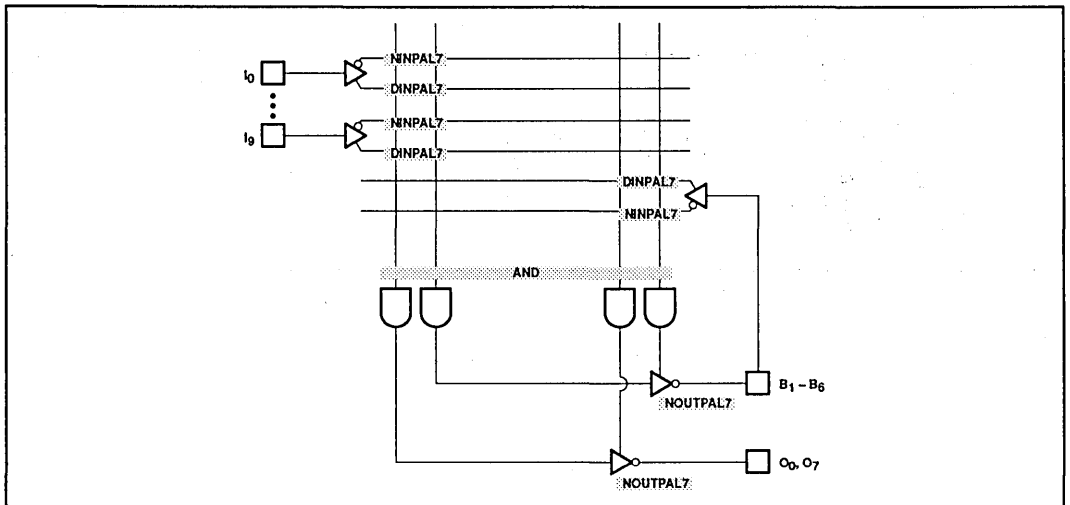 NINPAL7
I0
DINPAL7
NINPAL7
I9
DINPAL7
DINPAL7
NINPAL7
AND
B1 – B6
NOUTPAL7
O0, O7
NOUTPAL7